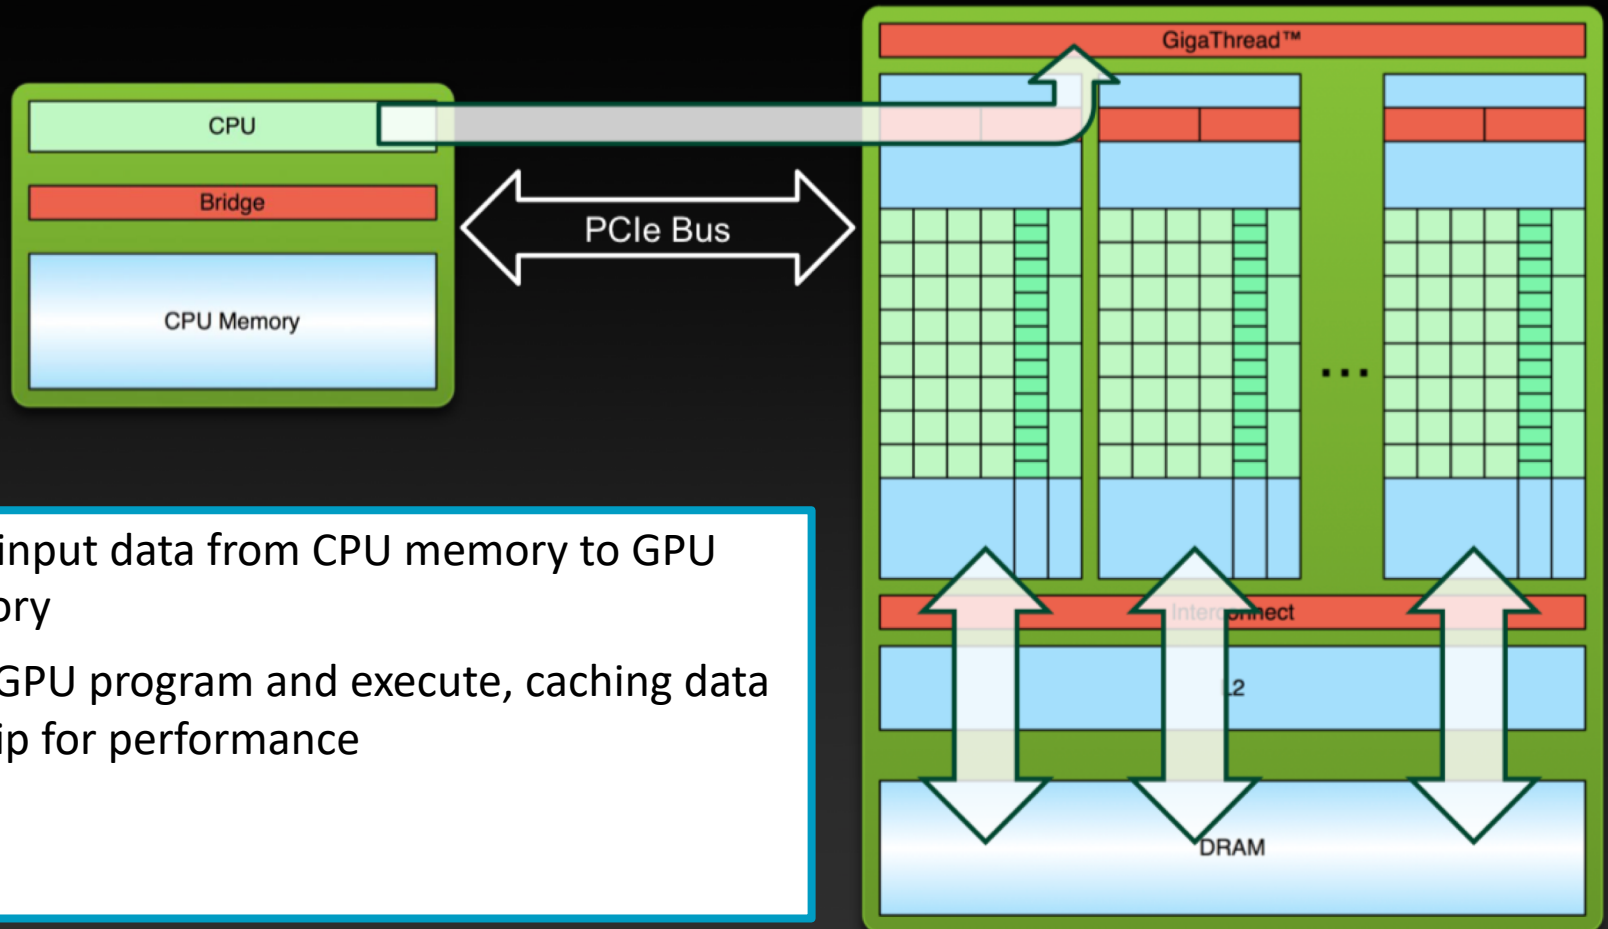 GigaThread™
CPU
Bridge
PCIe Bus
CPU Memory
...
input data from CPU memory to GPU
ory
GPU program and execute, caching data
ip for performance
Interconnect
L2
DRAM